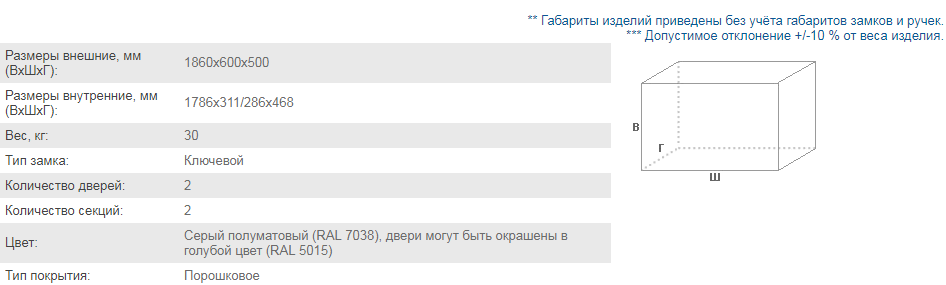 ** Габариты изделий приведены без учёта габаритов замков и ручек.
*** Допустимое отклонение +/-10 % от веса изделия.
Размеры внешние, мм
(ВхШхГ):
1860x600x500
Размеры внутренние, мм
(ВхШхГ):
1786x311/286x468
Вес, кг:
30
Тип замка:
Ключевой
Количество дверей:
2
Количество секций:
2
Цвет:
Серый полуматовый (RAL 7038), двери могут быть окрашены в
голубой цвет (RAL 5015)
Тип покрытия:
Порошковое
В
Г
Ш